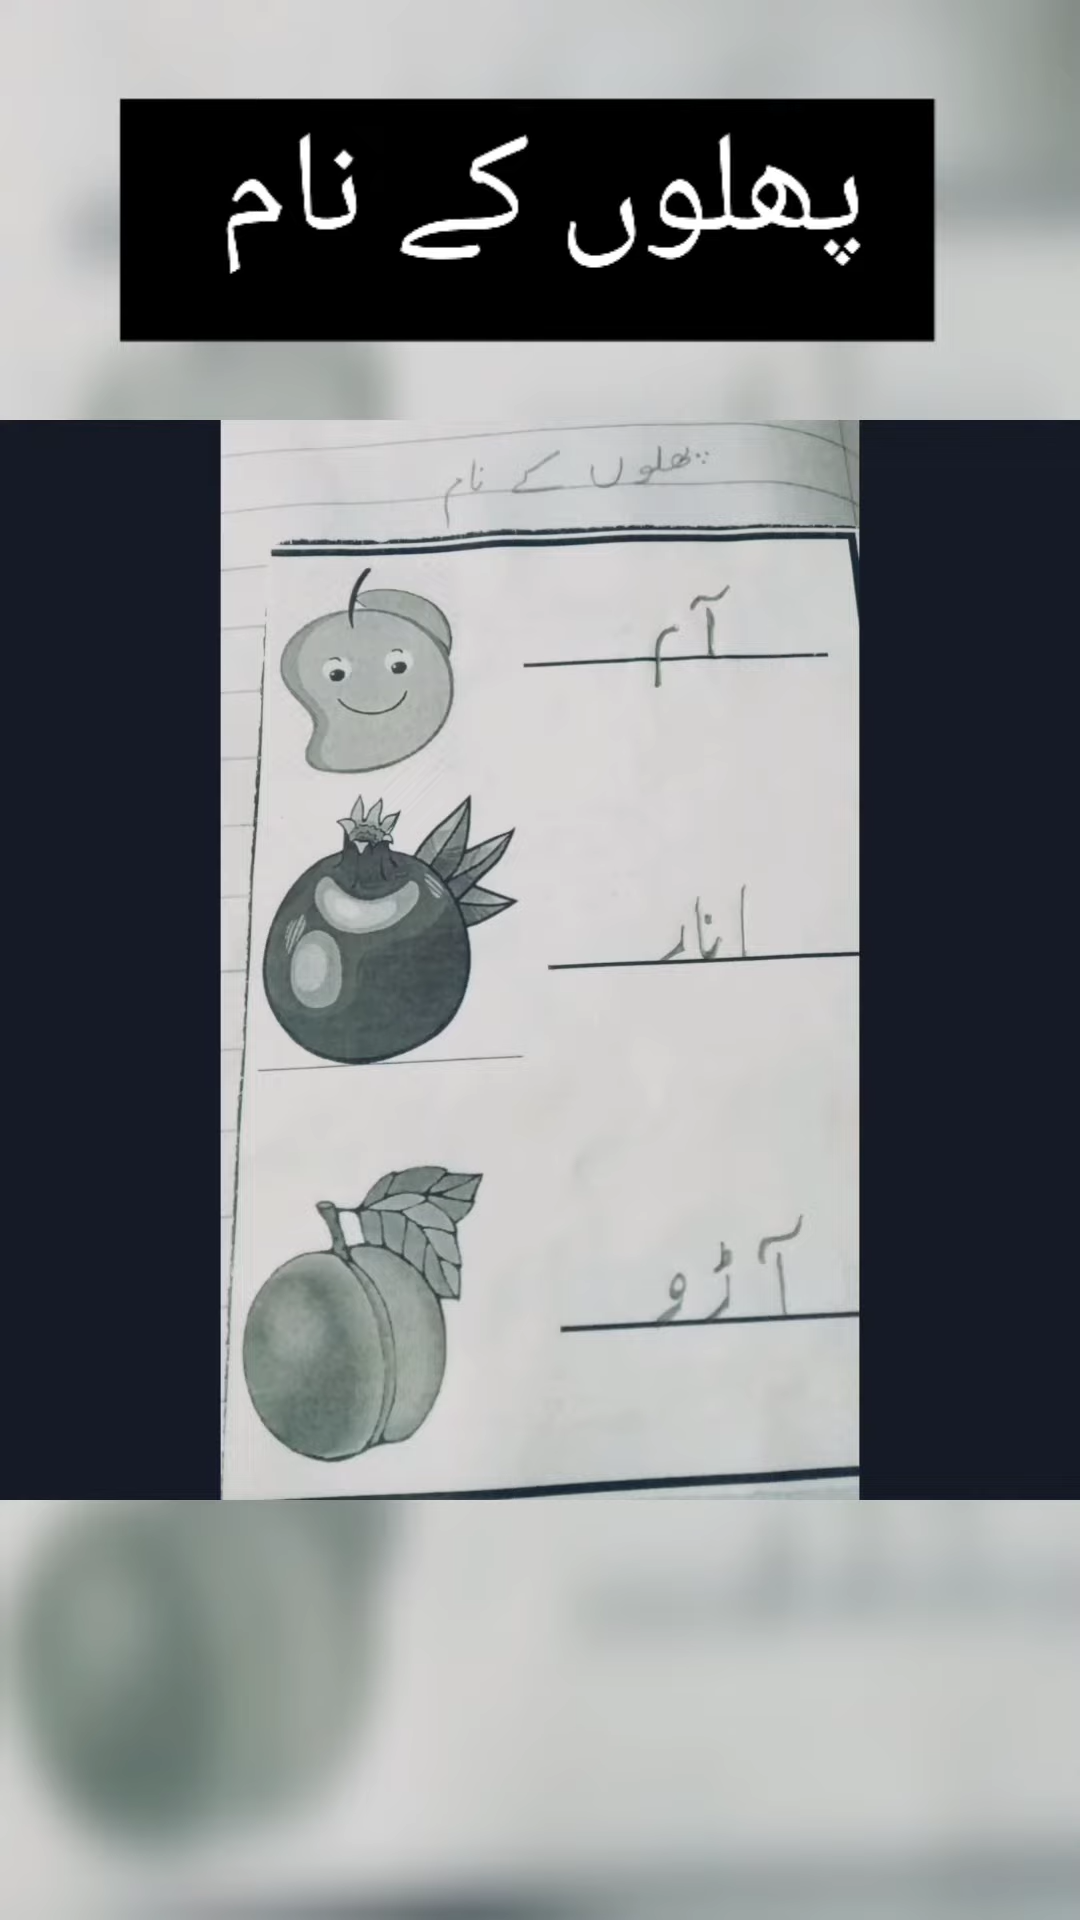 پھلوں کے نام
پھلوں کے نام
آم
انار
آڑو